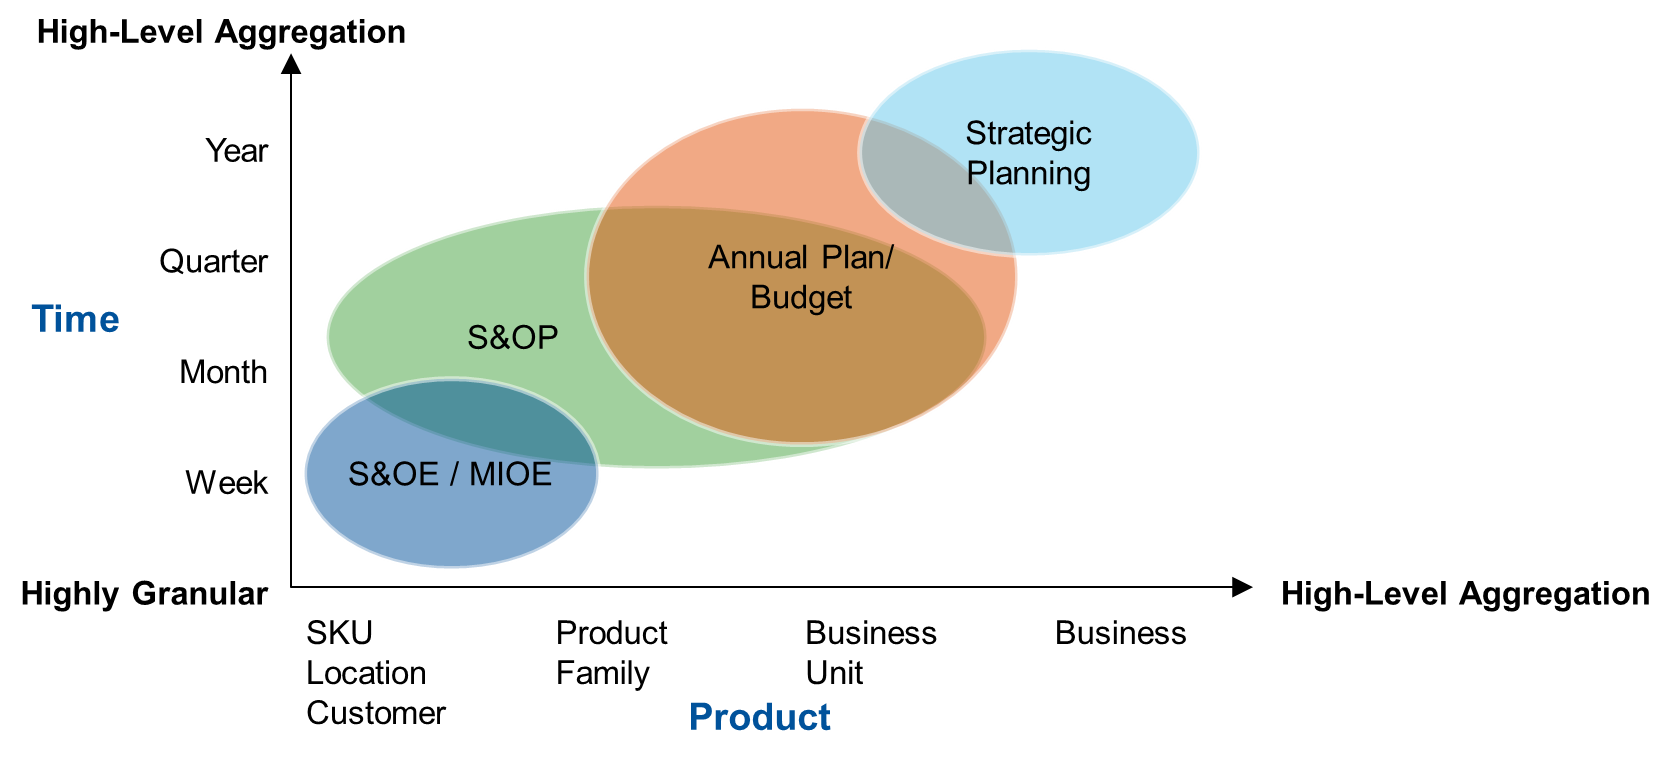 High-Level Aggregation
Year
Strategic
Planning
Quarter
Annual Plan/
Budget
Time
S&OP
Month
Week
S&OE / MIOE
Highly Granular
High-Level Aggregation
SKU
Location
Customer
Product
Family
Business
Unit
Business
Product